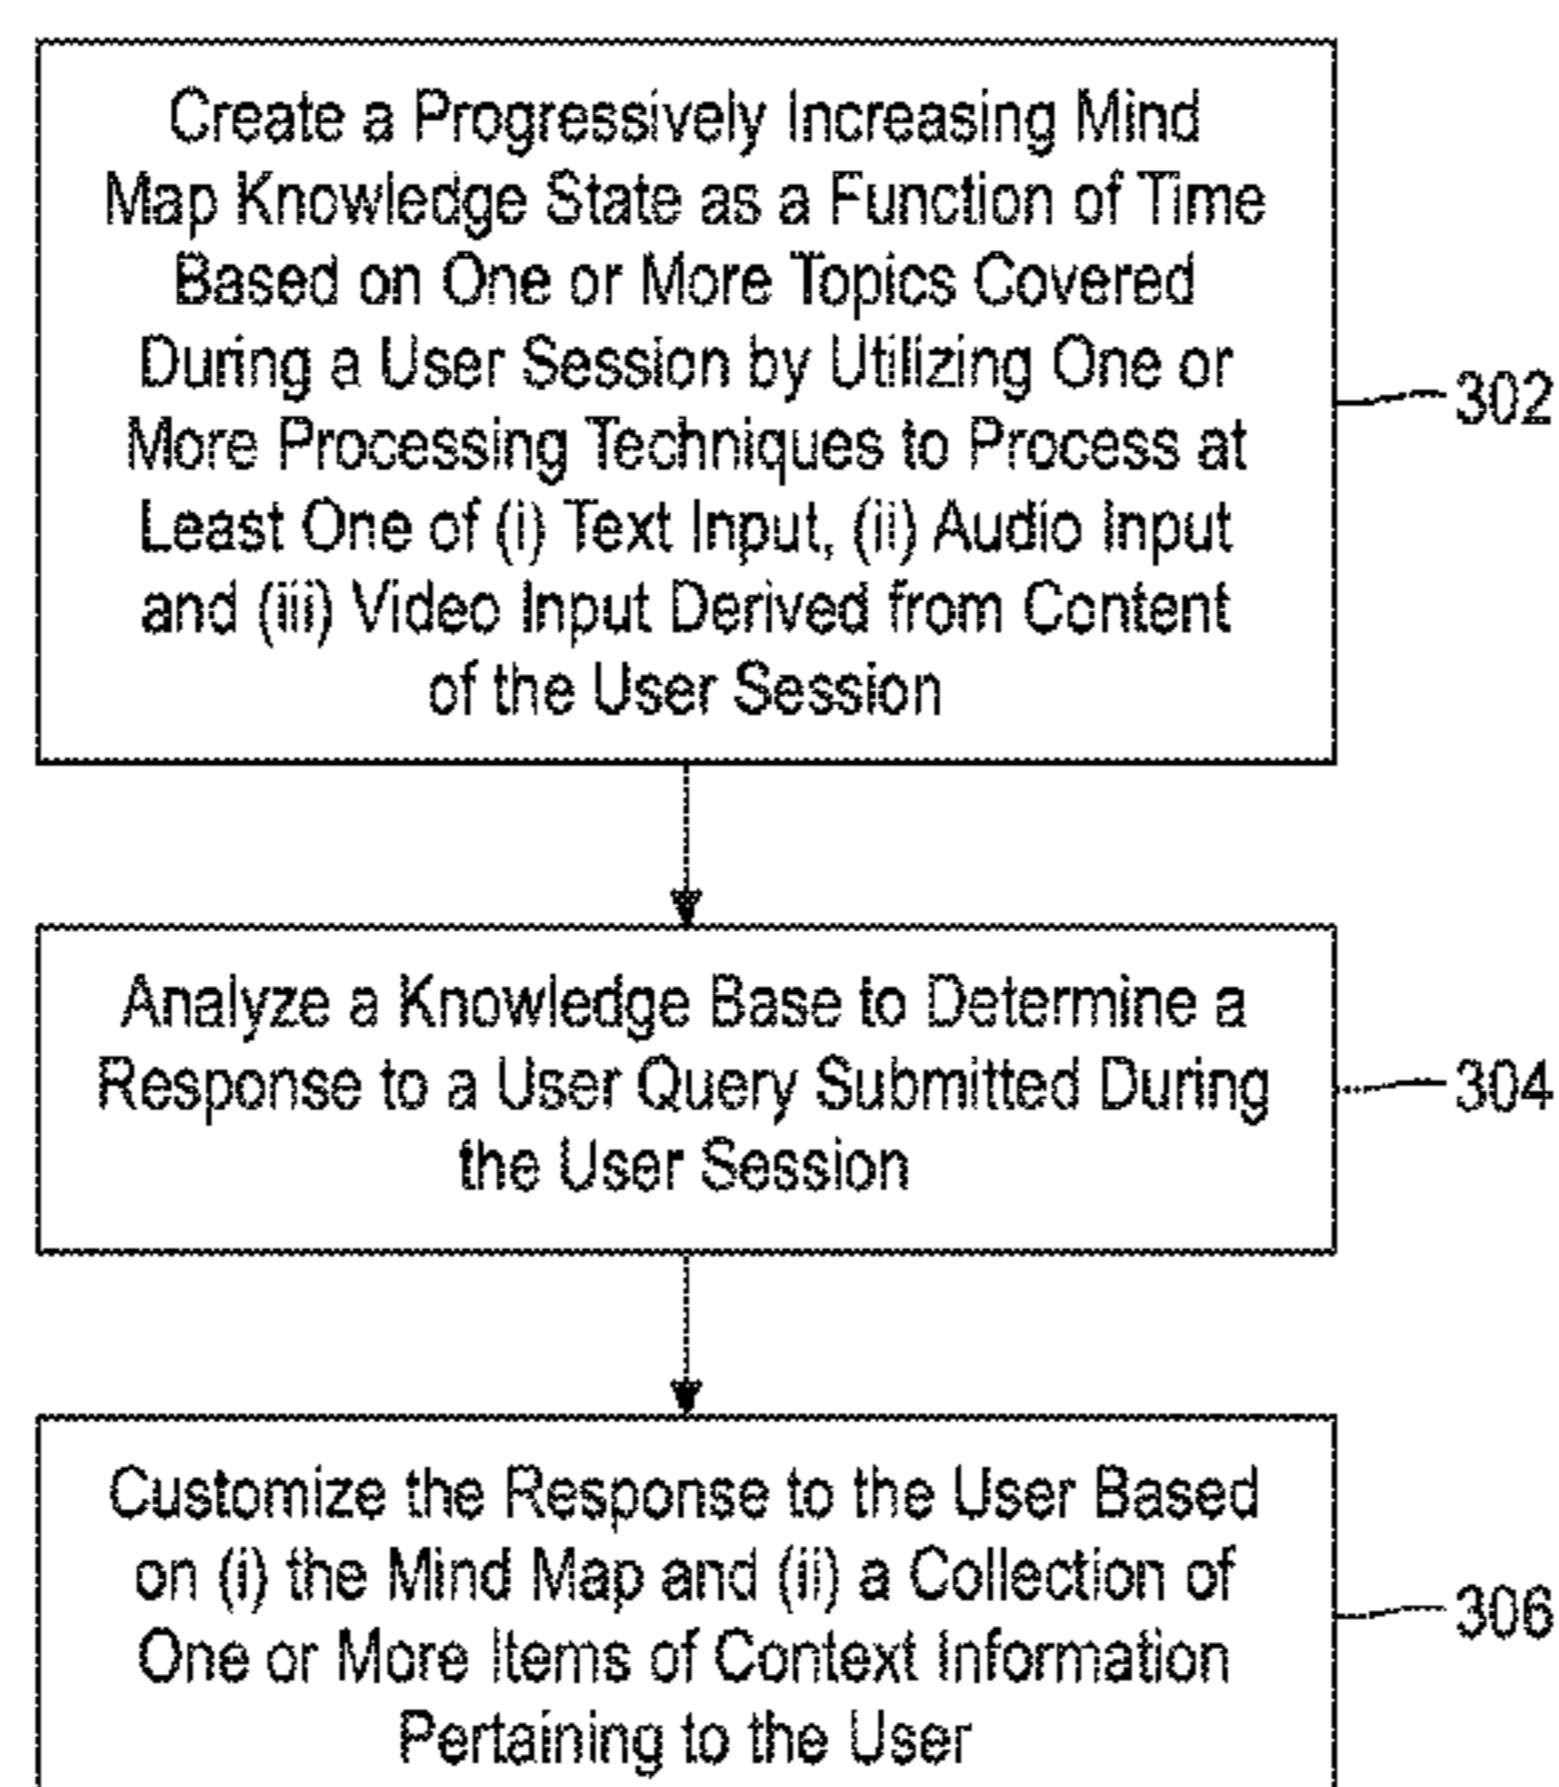 Create a Progressively Increasing Mind
Map Knowledge State as a Function of Time
Based on One or More Topics Covered
During a User Session by Utilizing One or
More Processing Techniques to Process at
Least One of (i) Text Input, (ii) Audio Input
and (iii) Video Input Derived from Content
of the User Session
302
Analyze a Knowledge Base to Determine a
Response to a User Query Submitted During
the User Session
304
Customize the Response to the User Based
on (i) the Mind Map and (ii) a Collection of
One or More Items of Context Information
Pertaining to the User
306